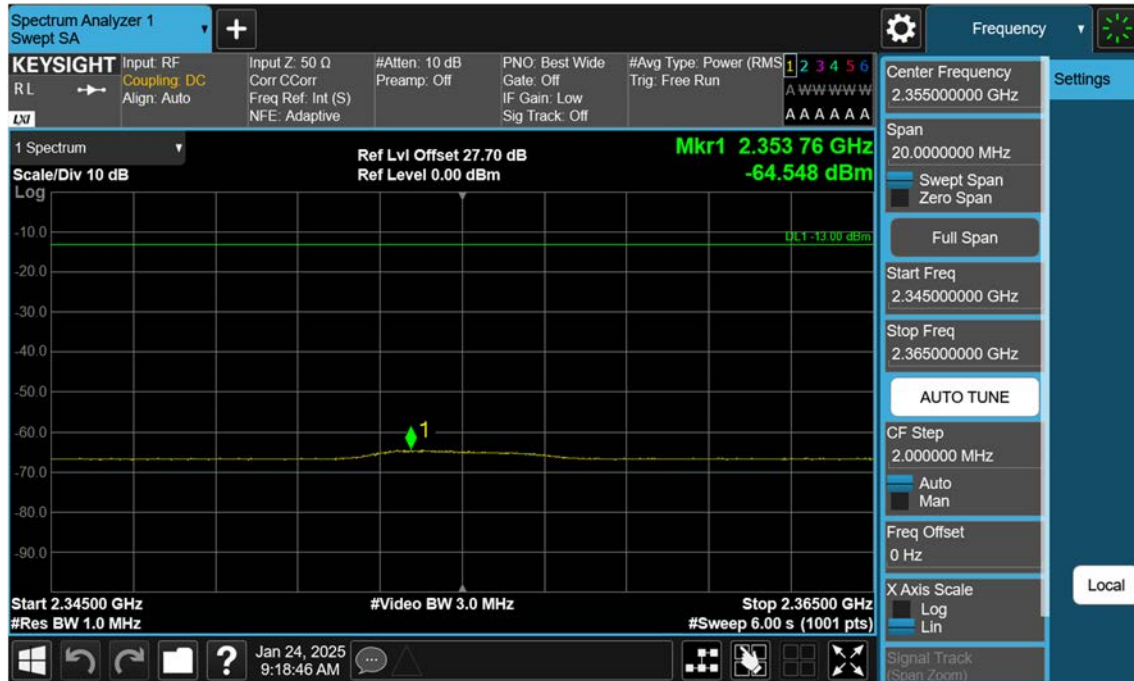 Spectrum Analyzer 1
Swept SA
+
Frequency
KEYSIGHT
R L
LXI
Input: RF
Coupling: DC
Align: Auto
Input Z: 50 Ω
Corr CCorr
Freq Ref: Int (S)
NFE: Adaptive
#Atten: 10 dB
Preamp: Off
PNO: Best Wide
Gate: Off
IF Gain: Low
Sig Track: Off
#Avg Type: Power (RMS
Trig: Free Run
1 2 3 4 5 6
A W W W W W
A A A A A A
1 Spectrum
Scale/Div 10 dB
Ref Lvl Offset 27.70 dB
Ref Level 0.00 dBm
Mkr1 2.353 76 GHz
-64.548 dBm
Log
-10.0
-20.0
-30.0
-40.0
-50.0
-60.0
-70.0
-80.0
-90.0
DL1 -13.00 dBm
1
Start 2.34500 GHz
#Res BW 1.0 MHz
#Video BW 3.0 MHz
Stop 2.36500 GHz
#Sweep 6.00 s (1001 pts)
?
Jan 24, 2025
9:18:46 AM
Center Frequency
2.355000000 GHz
Span
20.0000000 MHz
Swept Span
Zero Span
Full Span
Start Freq
2.345000000 GHz
Stop Freq
2.365000000 GHz
AUTO TUNE
CF Step
2.000000 MHz
Auto
Man
Freq Offset
0 Hz
X Axis Scale
Log
Lin
Signal Track
(Span Zoom)
Settings
Local